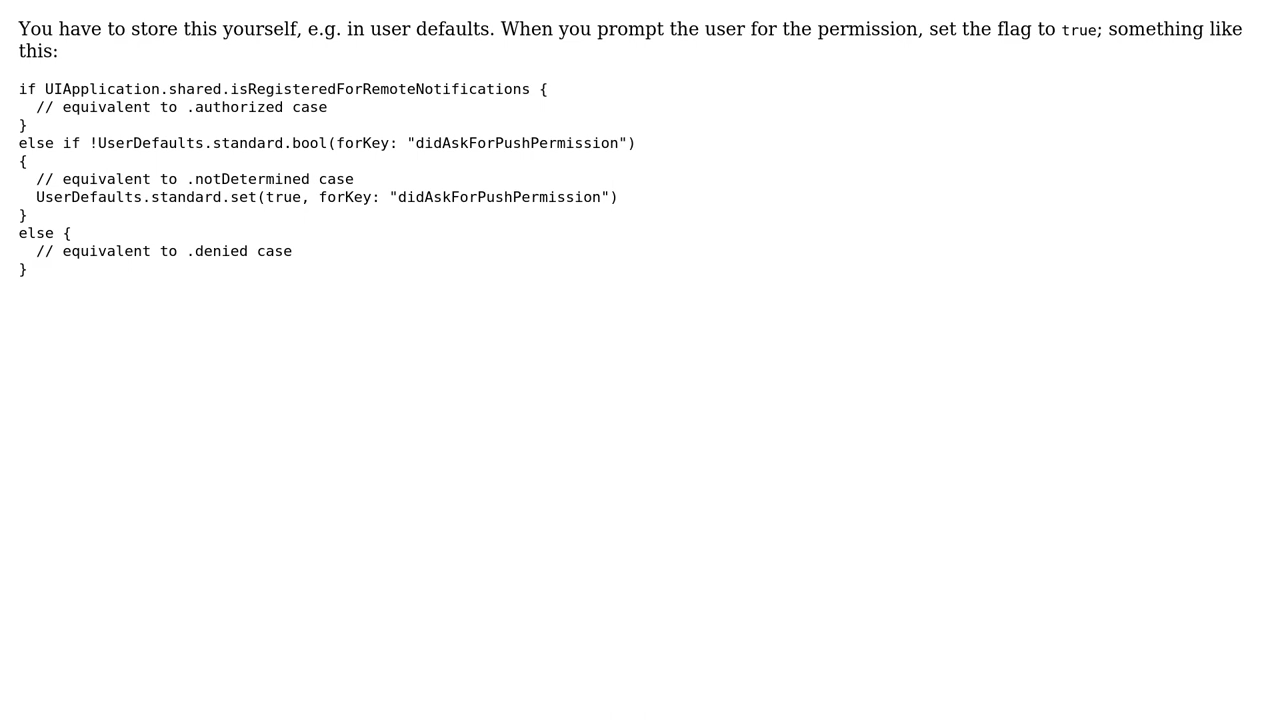 You have to store this yourself, e.g. in user defaults. When you prompt the user for the permission, set the flag to true; something like
this:
if UIApplication.shared.isRegisteredForRemoteNotifications {
  // equivalent to .authorized case
}
else if !UserDefaults.standard.bool(forKey: "didAskForPushPermission")
{
  // equivalent to .notDetermined case
  UserDefaults.standard.set(true, forKey: "didAskForPushPermission")
}
else {
  // equivalent to .denied case
}